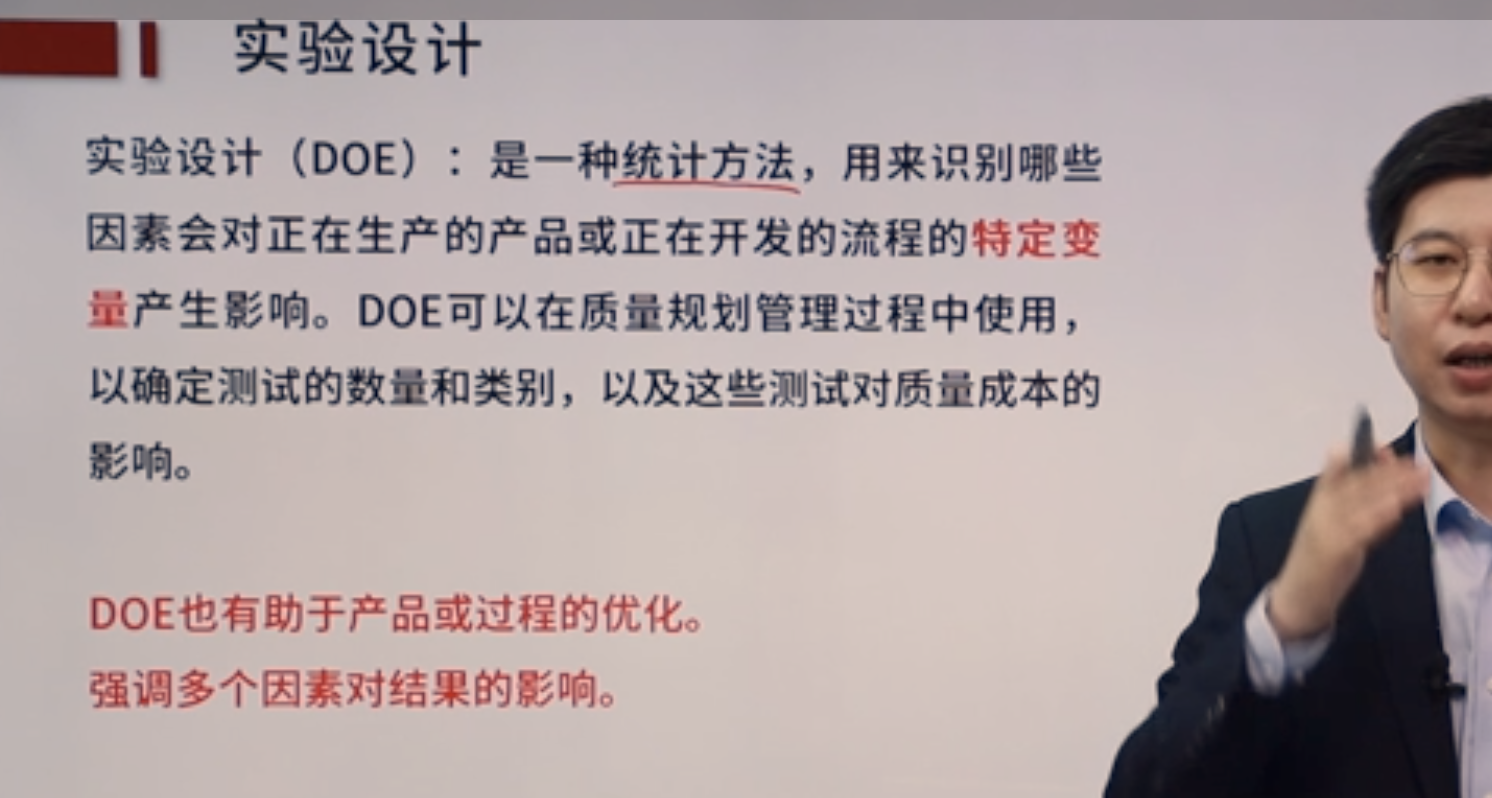 实验设计
实验设计（DOE）：是一种统计方法，用来识别哪些
因素会对正在生产的产品或正在开发的流程的特定变
量产生影响。DOE可以在质量规划管理过程中使用，
以确定测试的数量和类别，以及这些测试对质量成本的
影响。
DOE也有助于产品或过程的优化。
强调多个因素对结果的影响。